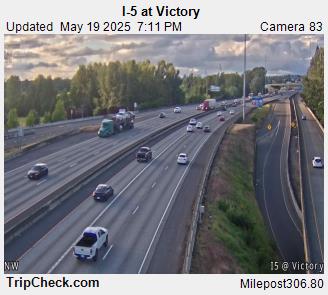 I-5 at Victory
Updated May 19 2025 7:11 PM Camera 83
NW I5 @ Victory
TripCheck.com Milepost306.80